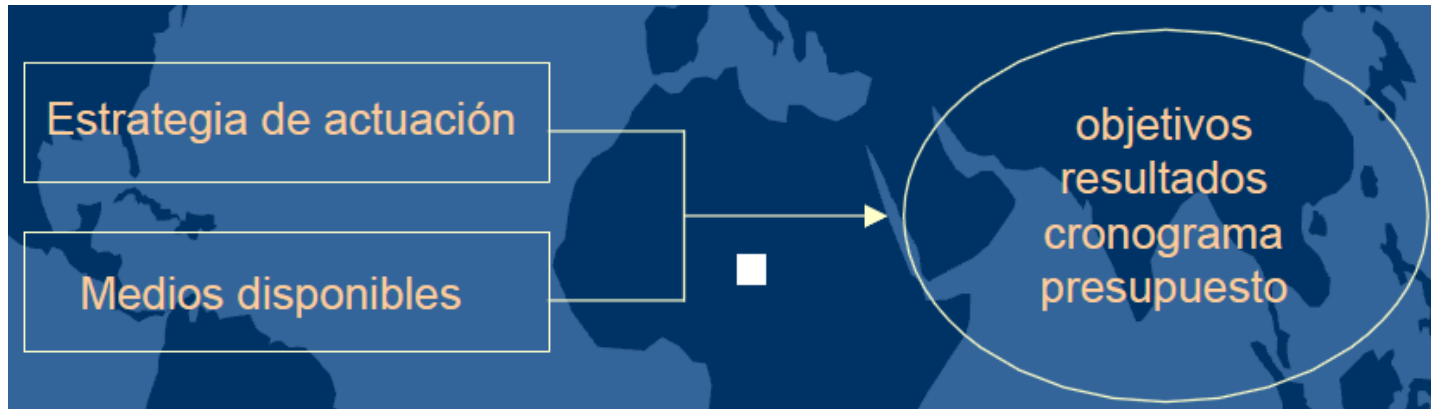 Estrategia de actuación
Medios disponibles
objetivos
resultados
cronograma
presupuesto